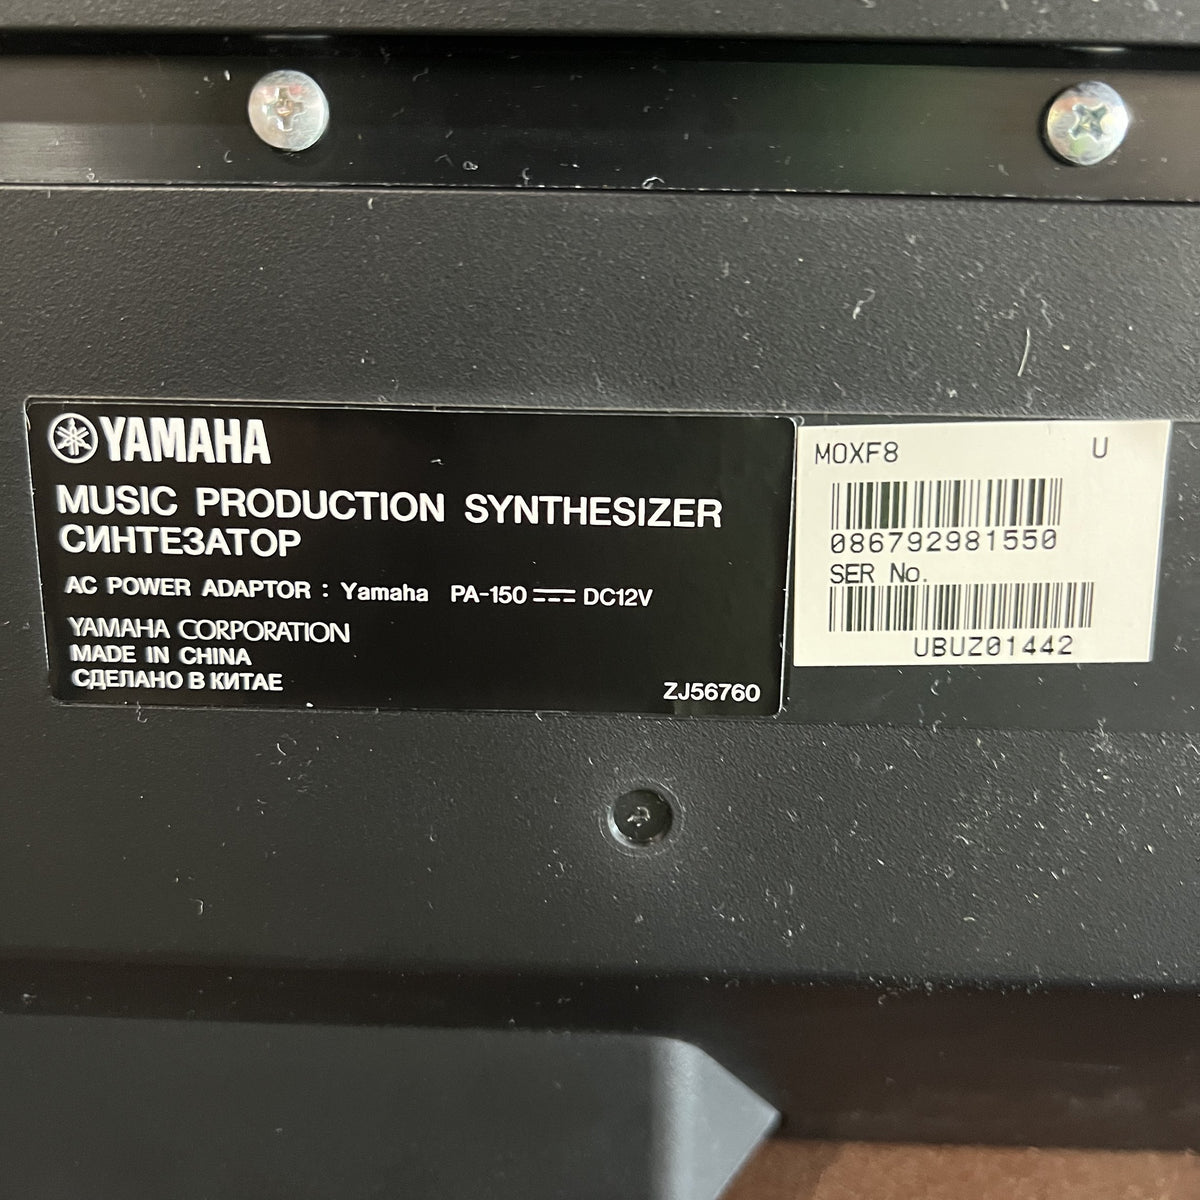 YAMAHA
MUSIC PRODUCTION SYNTHESIZER
СИНТЕЗАТОР
AC POWER ADAPTOR : Yamaha PA-150 ⎓ DC12V
YAMAHA CORPORATION
MADE IN CHINA
СДЕЛАНО В КИТАЕ
ZJ56760
MOXF8 U
086792981550
SER No.
UBUZ01442